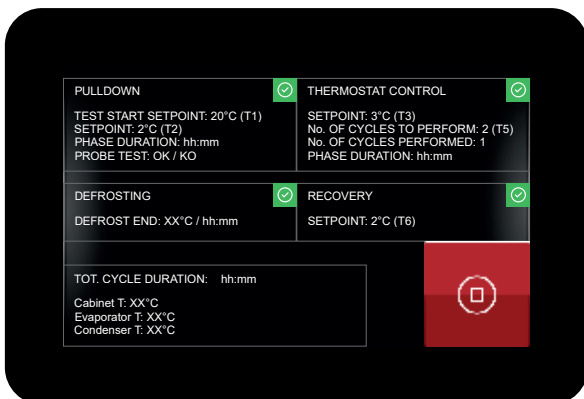 PULLDOWN
TEST START SETPOINT: 20°C (T1)
SETPOINT: 2°C (T2)
PHASE DURATION: hh:mm
PROBE TEST: OK / KO
THERMOSTAT CONTROL
SETPOINT: 3°C (T3)
No. OF CYCLES TO PERFORM: 2 (T5)
No. OF CYCLES PERFORMED: 1
PHASE DURATION: hh:mm
DEFROSTING
DEFROST END: XX°C / hh:mm
RECOVERY
SETPOINT: 2°C (T6)
TOT. CYCLE DURATION: hh:mm
Cabinet T: XX°C
Evaporator T: XX°C
Condenser T: XX°C